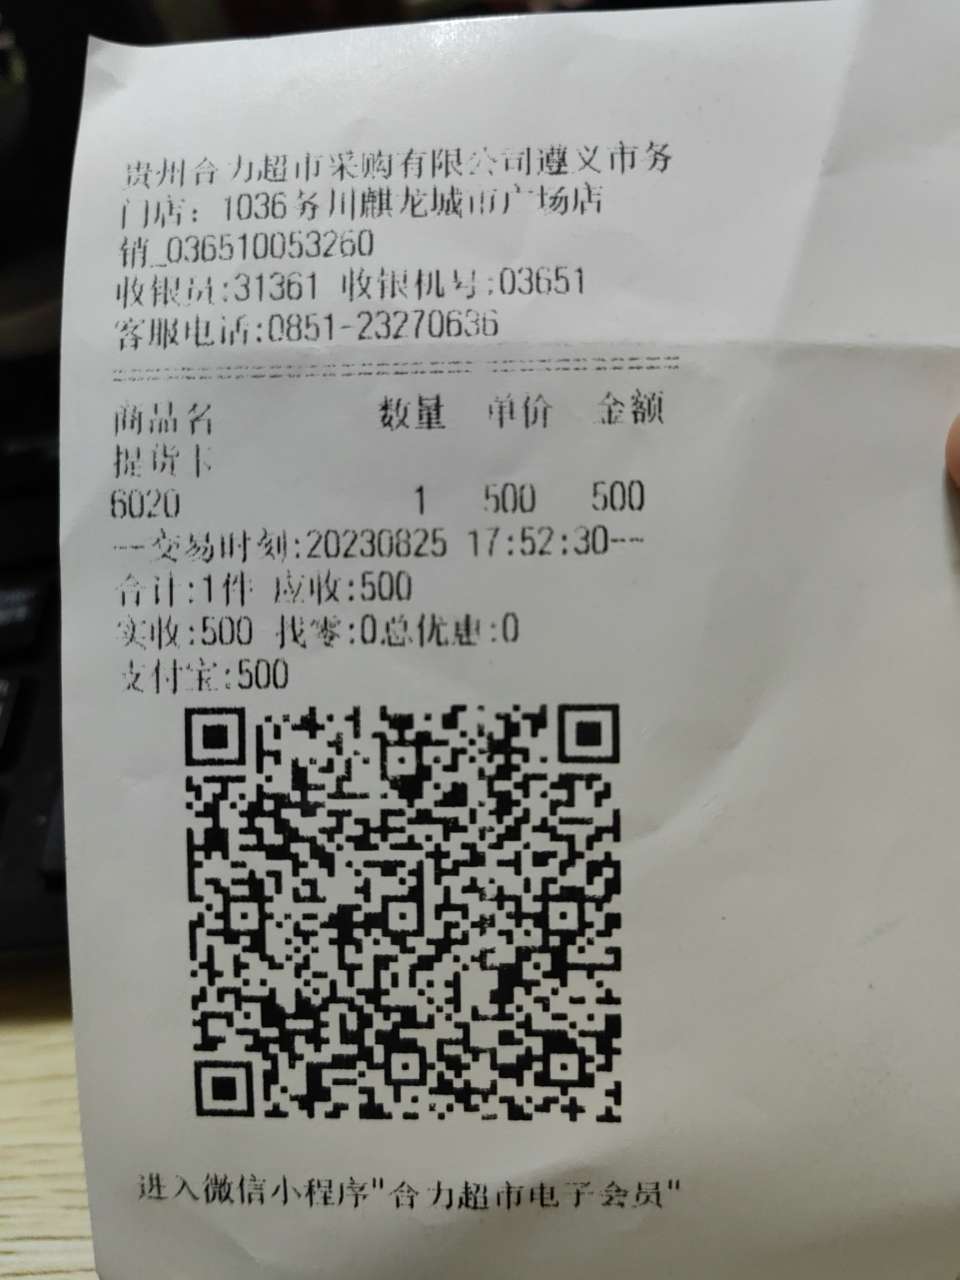 贵州合力超市采购有限公司遵义市务
门店：1036务川麒龙城市广场店
销_036510053260
收银员:31361 收银机号:03651
客服电话:0851-23270636
商品名 数量 单价 金额
提货卡
6020 1 500 500
--交易时刻:20230825 17:52:30--
合计:1件 应收:500
实收:500 找零:0总优惠:0
支付宝:500
进入微信小程序"合力超市电子会员"